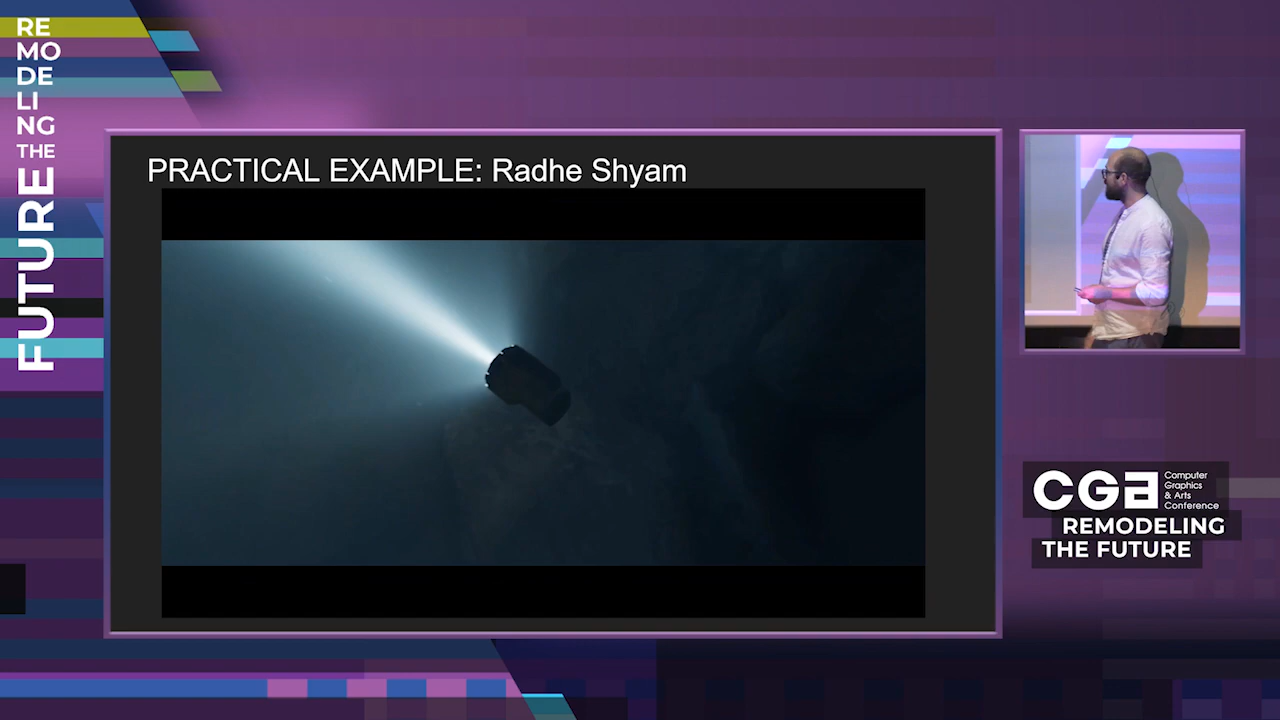 RE
MO
DE
LI
NG
THE
FUTURE
PRACTICAL EXAMPLE: Radhe Shyam
CGA
Computer
Graphics
& Arts
Conference
REMODELING
THE FUTURE